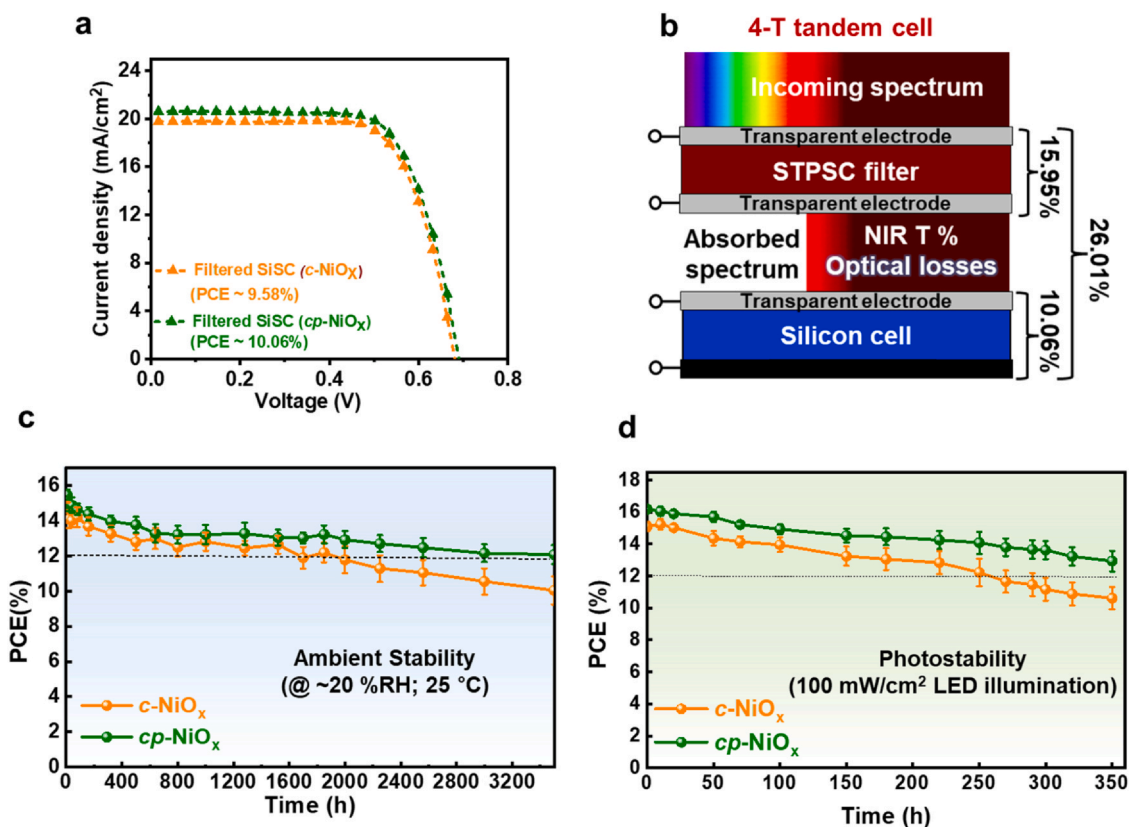 a
24
20
16
12
8
4
0
0.0 0.2 0.4 0.6 0.8
Current density (mA/cm²)
Voltage (V)
Filtered SiSC (c-NiOX)
(PCE ~ 9.58%)
Filtered SiSC (cp-NiOX)
(PCE ~ 10.06%)
b
4-T tandem cell
Incoming spectrum
Transparent electrode
STPSC filter
Transparent electrode
Absorbed
spectrum
NIR T %
Optical losses
Transparent electrode
Silicon cell
15.95%
10.06%
26.01%
c
16
14
12
10
8
6
4
2
0
0 400 800 1200 1600 2000 2400 2800 3200
PCE(%)
Time (h)
Ambient Stability
(@ ~20 %RH; 25 °C)
c-NiOx
cp-NiOx
d
18
16
14
12
10
8
6
4
2
0
0 50 100 150 200 250 300 350
PCE (%)
Time (h)
Photostability
(100 mW/cm² LED illumination)
c-NiOx
cp-NiOx